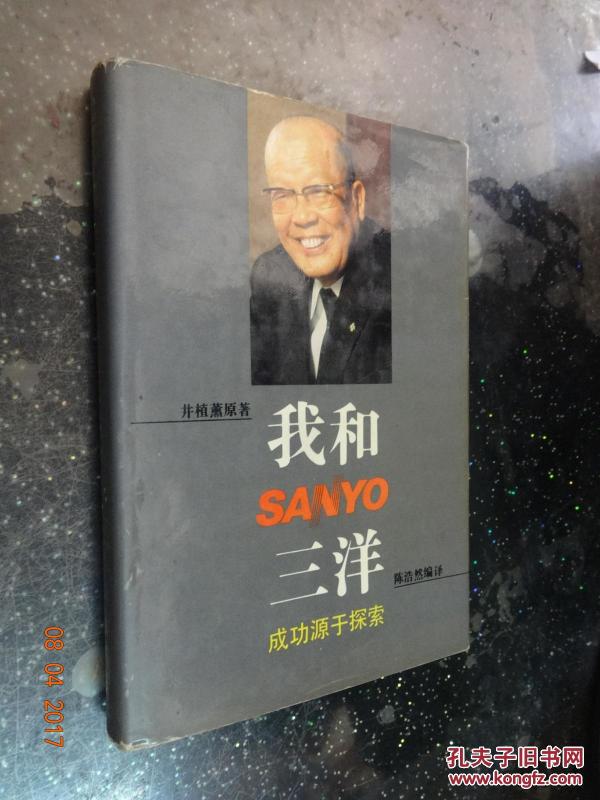 井植薰原著
我和
SANYO
三洋
陈浩然编译
成功源于探索
08 04 2017
孔夫子旧书网
www.kongfz.com